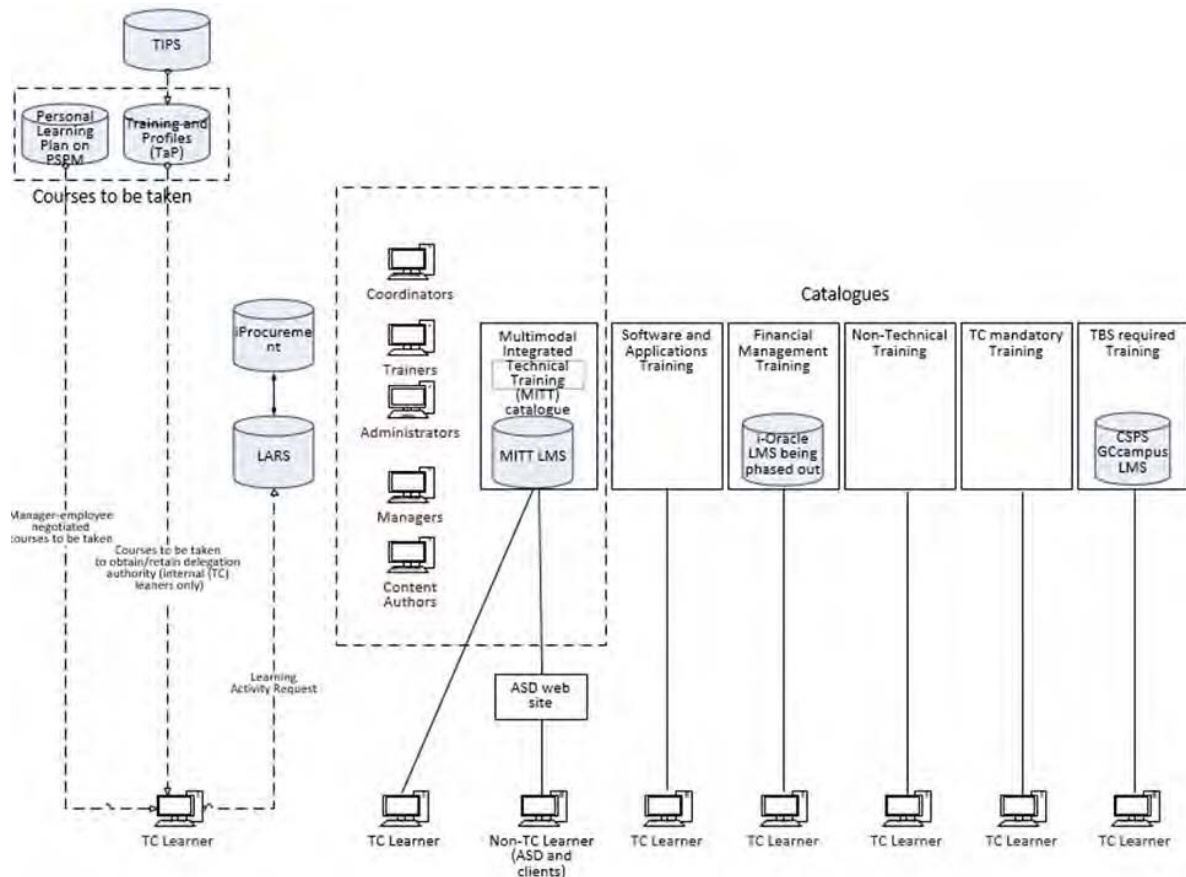 TIPS
Personal
Learning
Plan on
PSPM
Training and
Profiles
(TaP)
Courses to be taken
iProcureme
nt
LARS
Manager-employee
negotiated
courses to be taken
Courses to be taken
to obtain/retain delegation
authority (internal (TC)
leaners only)
Learning
Activity Request
TC Learner
Coordinators
Trainers
Administrators
Managers
Content
Authors
Catalogues
Multimodal
Integrated
Technical
Training
(MITT)
catalogue
MITT LMS
Software and
Applications
Training
Financial
Management
Training
i-Oracle
LMS being
phased out
Non-Technical
Training
TC mandatory
Training
TBS required
Training
CSPS
GCcampus
LMS
ASD web
site
TC Learner
Non-TC Learner
(ASD and
clients)
TC Learner
TC Learner
TC Learner
TC Learner
TC Learner